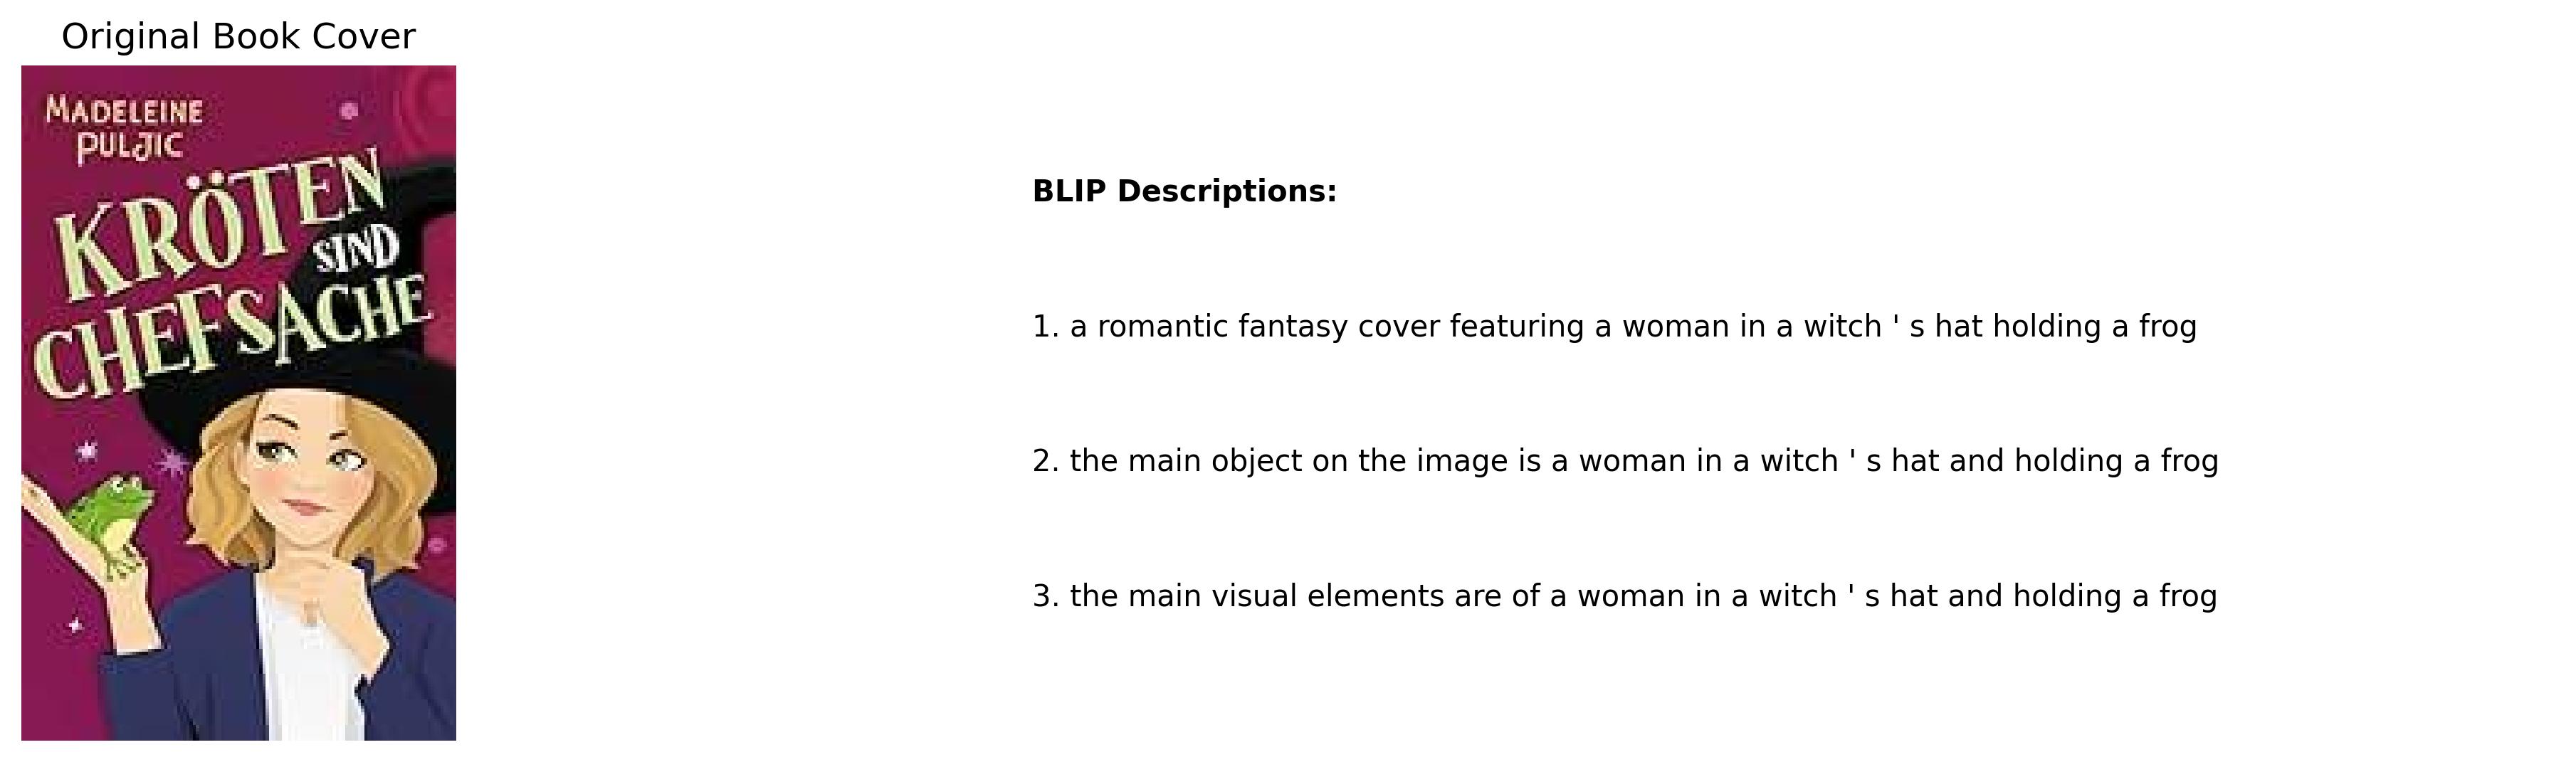 Original Book Cover
MADELEINE
PULJIC
KRÖTEN
SIND
CHEFSACHE
BLIP Descriptions:
1. a romantic fantasy cover featuring a woman in a witch ' s hat holding a frog
2. the main object on the image is a woman in a witch ' s hat and holding a frog
3. the main visual elements are of a woman in a witch ' s hat and holding a frog